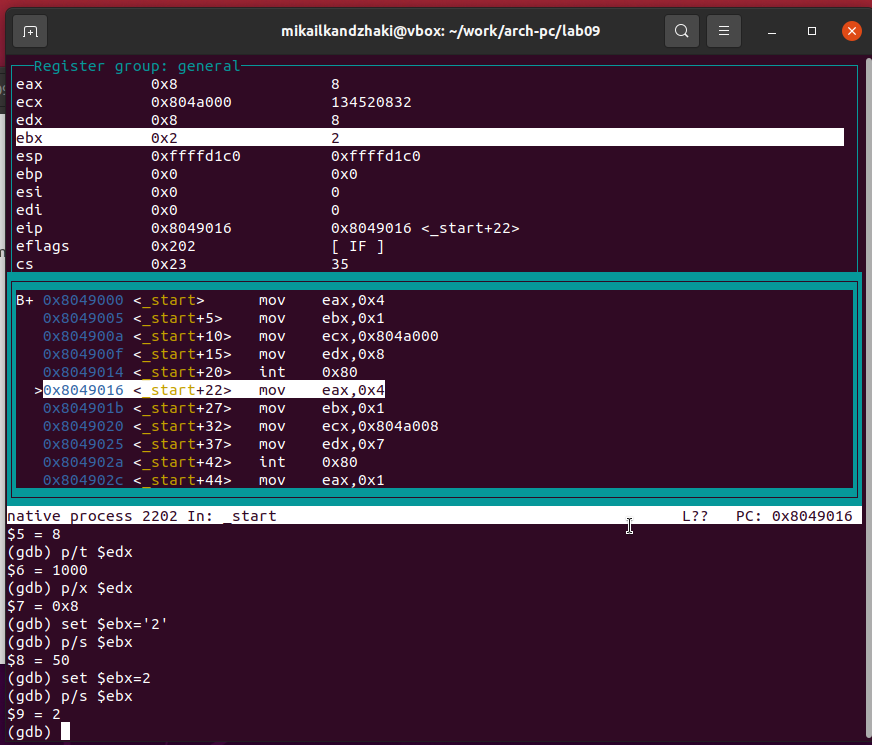 mikailkandzhaki@vbox: ~/work/arch-pc/lab09
Register group: general
eax 0x8 8
ecx 0x804a000 134520832
edx 0x8 8
ebx 0x2 2
esp 0xffffd1c0 0xffffd1c0
ebp 0x0 0x0
esi 0x0 0
edi 0x0 0
eip 0x8049016 0x8049016 <_start+22>
eflags 0x202 [ IF ]
cs 0x23 35
B+ 0x8049000 <_start> mov eax,0x4
0x8049005 <_start+5> mov ebx,0x1
0x804900a <_start+10> mov ecx,0x804a000
0x804900f <_start+15> mov edx,0x8
0x8049014 <_start+20> int 0x80
>0x8049016 <_start+22> mov eax,0x4
0x804901b <_start+27> mov ebx,0x1
0x8049020 <_start+32> mov ecx,0x804a008
0x8049025 <_start+37> mov edx,0x7
0x804902a <_start+42> int 0x80
0x804902c <_start+44> mov eax,0x1
native process 2202 In: _start L?? PC: 0x8049016
$5 = 8
(gdb) p/t $edx
$6 = 1000
(gdb) p/x $edx
$7 = 0x8
(gdb) set $ebx='2'
(gdb) p/s $ebx
$8 = 50
(gdb) set $ebx=2
(gdb) p/s $ebx
$9 = 2
(gdb)